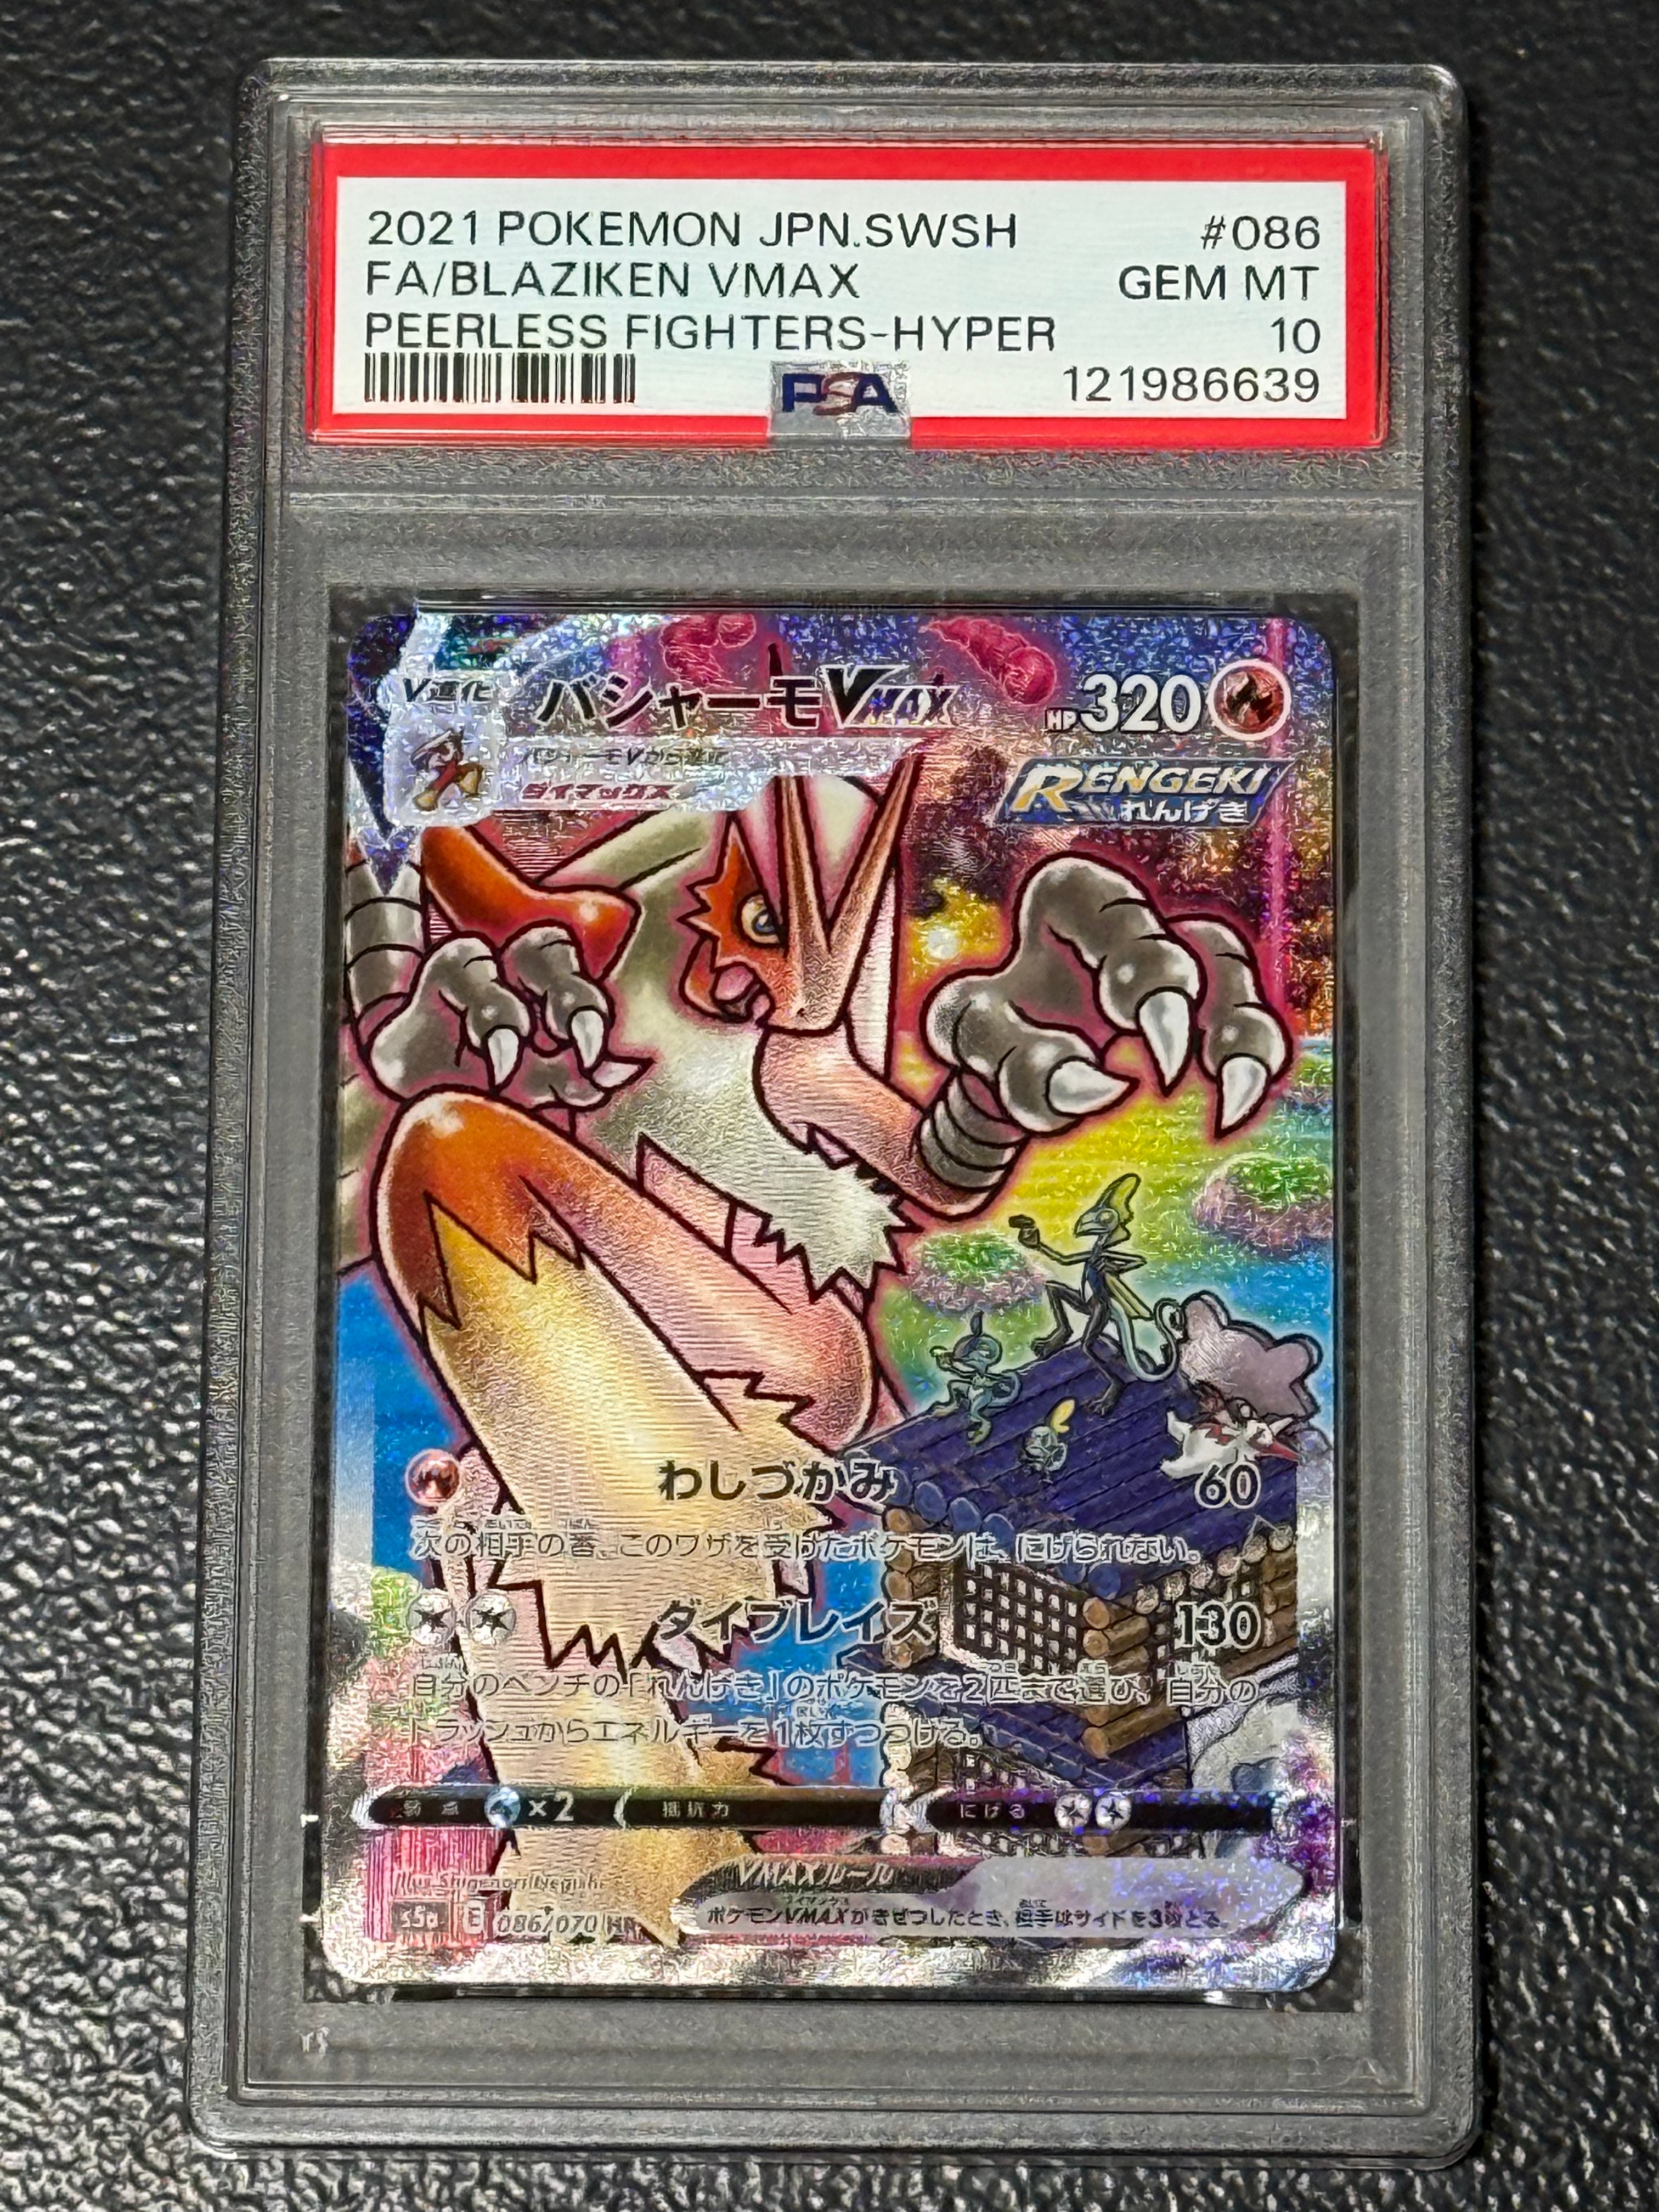 2021 POKEMON JPN.SWSH #086
FA/BLAZIKEN VMAX GEM MT
PEERLESS FIGHTERS-HYPER 10
PSA 121986639
V進化 バシャーモVMAX HP320
バシャーモVから進化
ダイマックス
RENGEKI
れんげき
わしづかみ 60
次の相手の番、このワザを受けたポケモンは、にげられない。
ダイブレイズ 130
自分のベンチの「れんげき」のポケモンを2匹まで選び、自分の
トラッシュからエネルギーを1枚ずつつける。
弱点 ×2 抵抗力 にげる
VMAXルール
Illus. Shigenori Negishi
s5a E 086/070 HR
ポケモンVMAXがきぜつしたとき、相手はサイドを3枚とる。